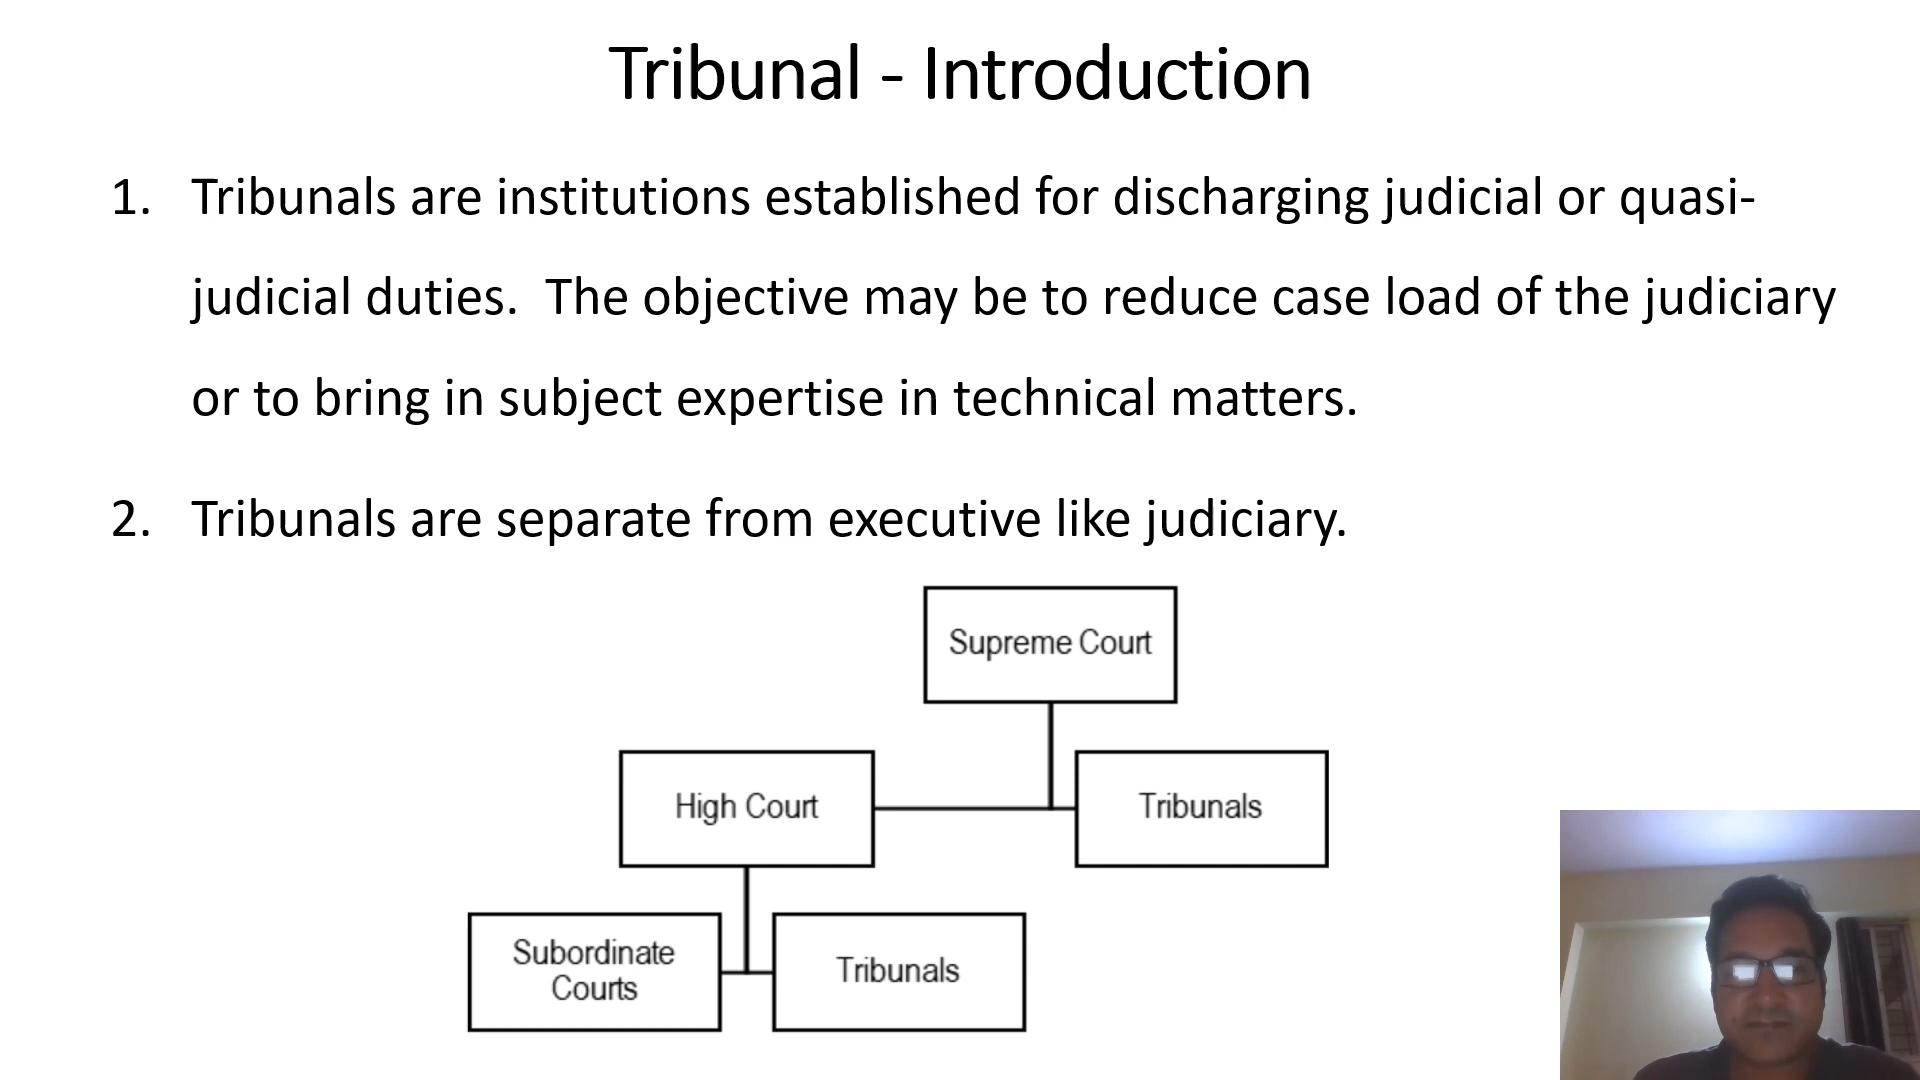 Tribunal - Introduction
1. Tribunals are institutions established for discharging judicial or quasi-
judicial duties.  The objective may be to reduce case load of the judiciary
or to bring in subject expertise in technical matters.
2. Tribunals are separate from executive like judiciary.
Supreme Court
High Court
Tribunals
Subordinate
Courts
Tribunals